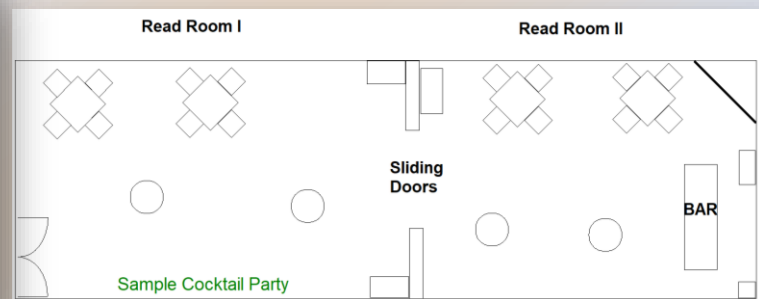 Read Room I
Read Room II
Sliding
Doors
BAR
Sample Cocktail Party